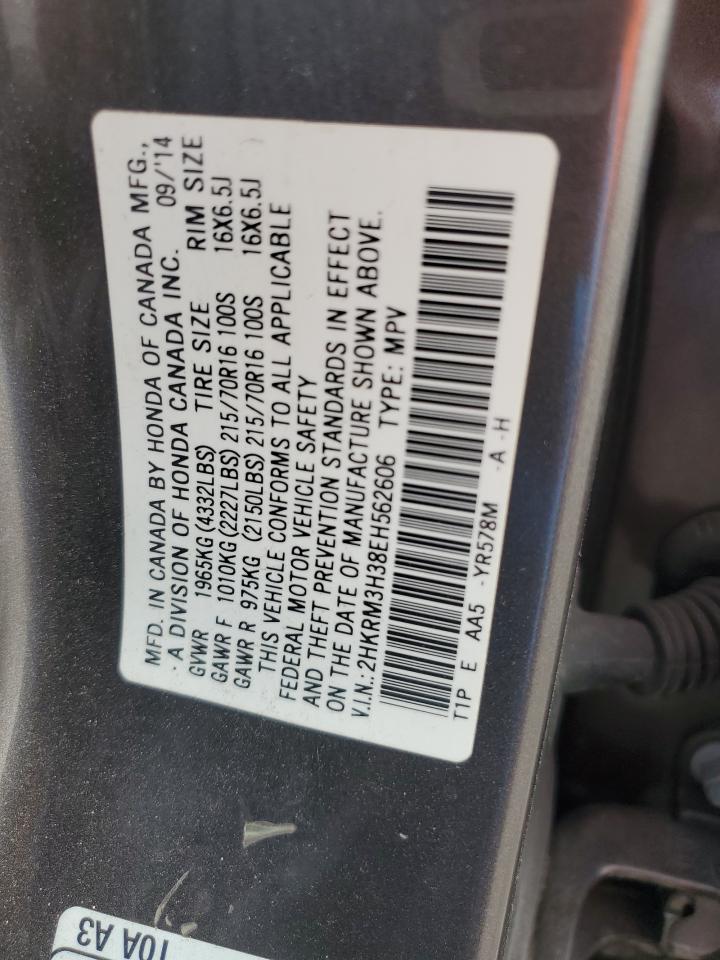 MFD. IN CANADA BY HONDA OF CANADA MFG.,
A DIVISION OF HONDA CANADA INC. 09/'14
GVWR 1965KG (4332LBS) TIRE SIZE RIM SIZE
GAWR F 1010KG (2227LBS) 215/70R16 100S 16X6.5J
GAWR R 975KG (2150LBS) 215/70R16 100S 16X6.5J
THIS VEHICLE CONFORMS TO ALL APPLICABLE
FEDERAL MOTOR VEHICLE SAFETY
AND THEFT PREVENTION STANDARDS IN EFFECT
ON THE DATE OF MANUFACTURE SHOWN ABOVE.
V.I.N.: 2HKRM3H38EH562606 TYPE: MPV
T1P E AA5 -YR578M -A -H
10A A3